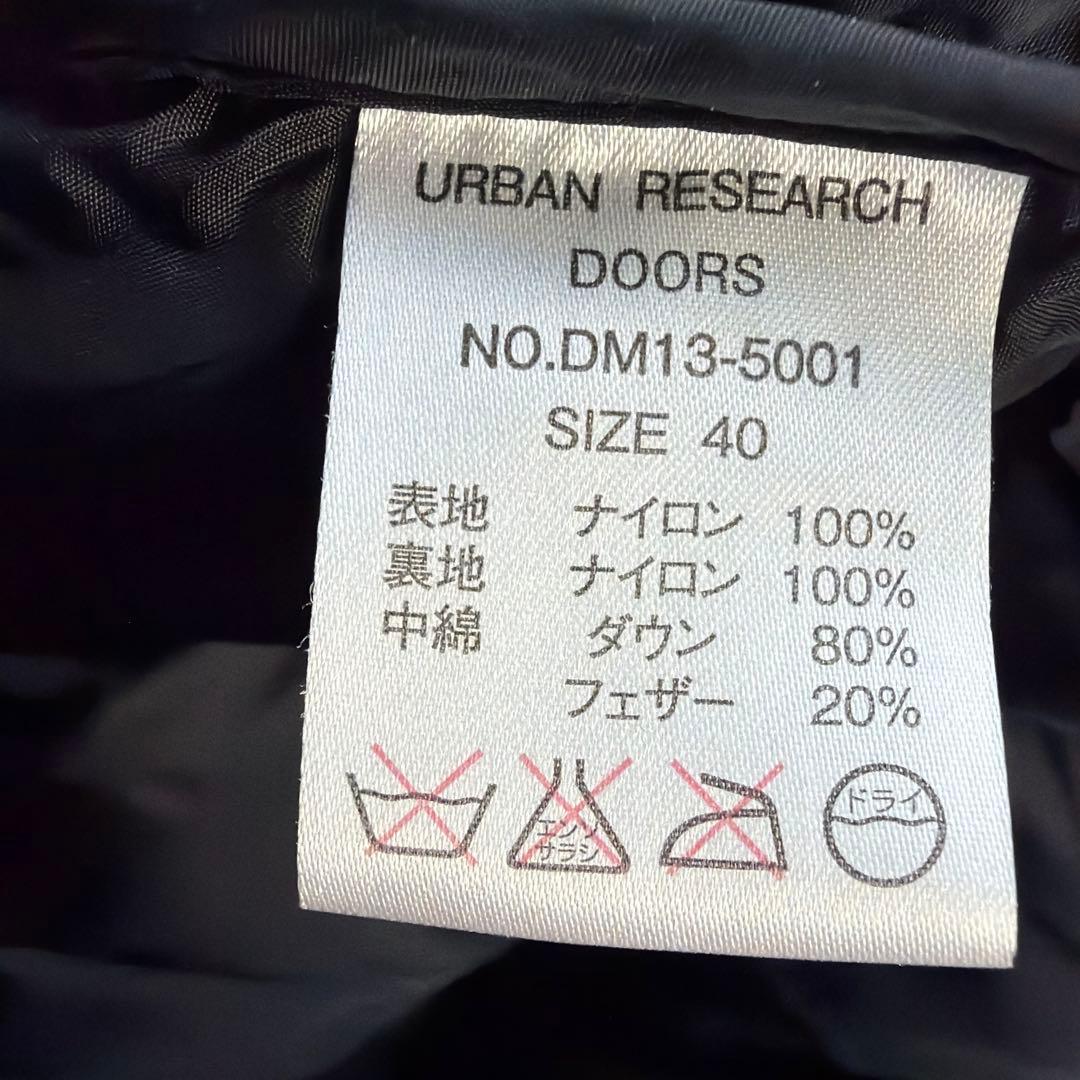 URBAN RESEARCH
DOORS
NO.DM13-5001
SIZE 40
表地 ナイロン 100%
裏地 ナイロン 100%
中綿 ダウン 80%
フェザー 20%
エンソ
サラシ
ドライ